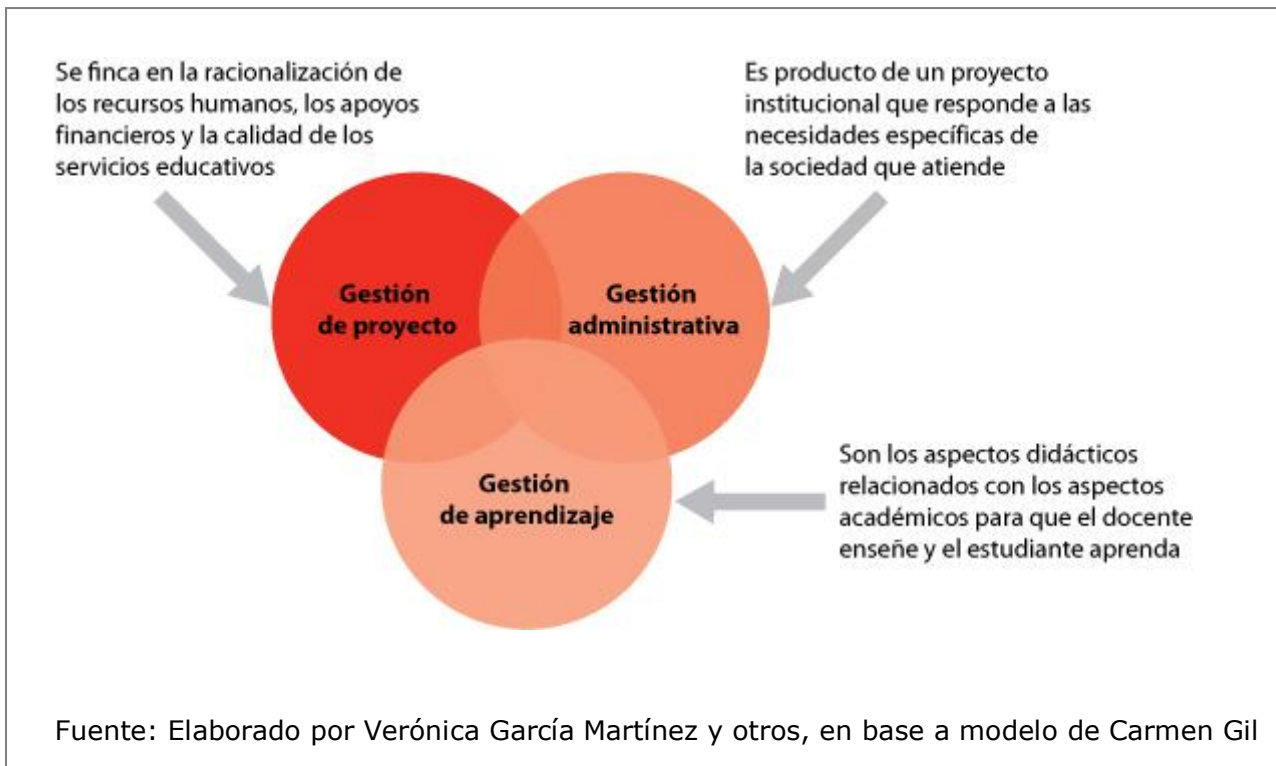 Se finca en la racionalización de
los recursos humanos, los apoyos
financieros y la calidad de los
servicios educativos
Es producto de un proyecto
institucional que responde a las
necesidades específicas de
la sociedad que atiende
Gestión
de proyecto
Gestión
administrativa
Gestión
de aprendizaje
Son los aspectos didácticos
relacionados con los aspectos
académicos para que el docente
enseñe y el estudiante aprenda
Fuente: Elaborado por Verónica García Martínez y otros, en base a modelo de Carmen Gil